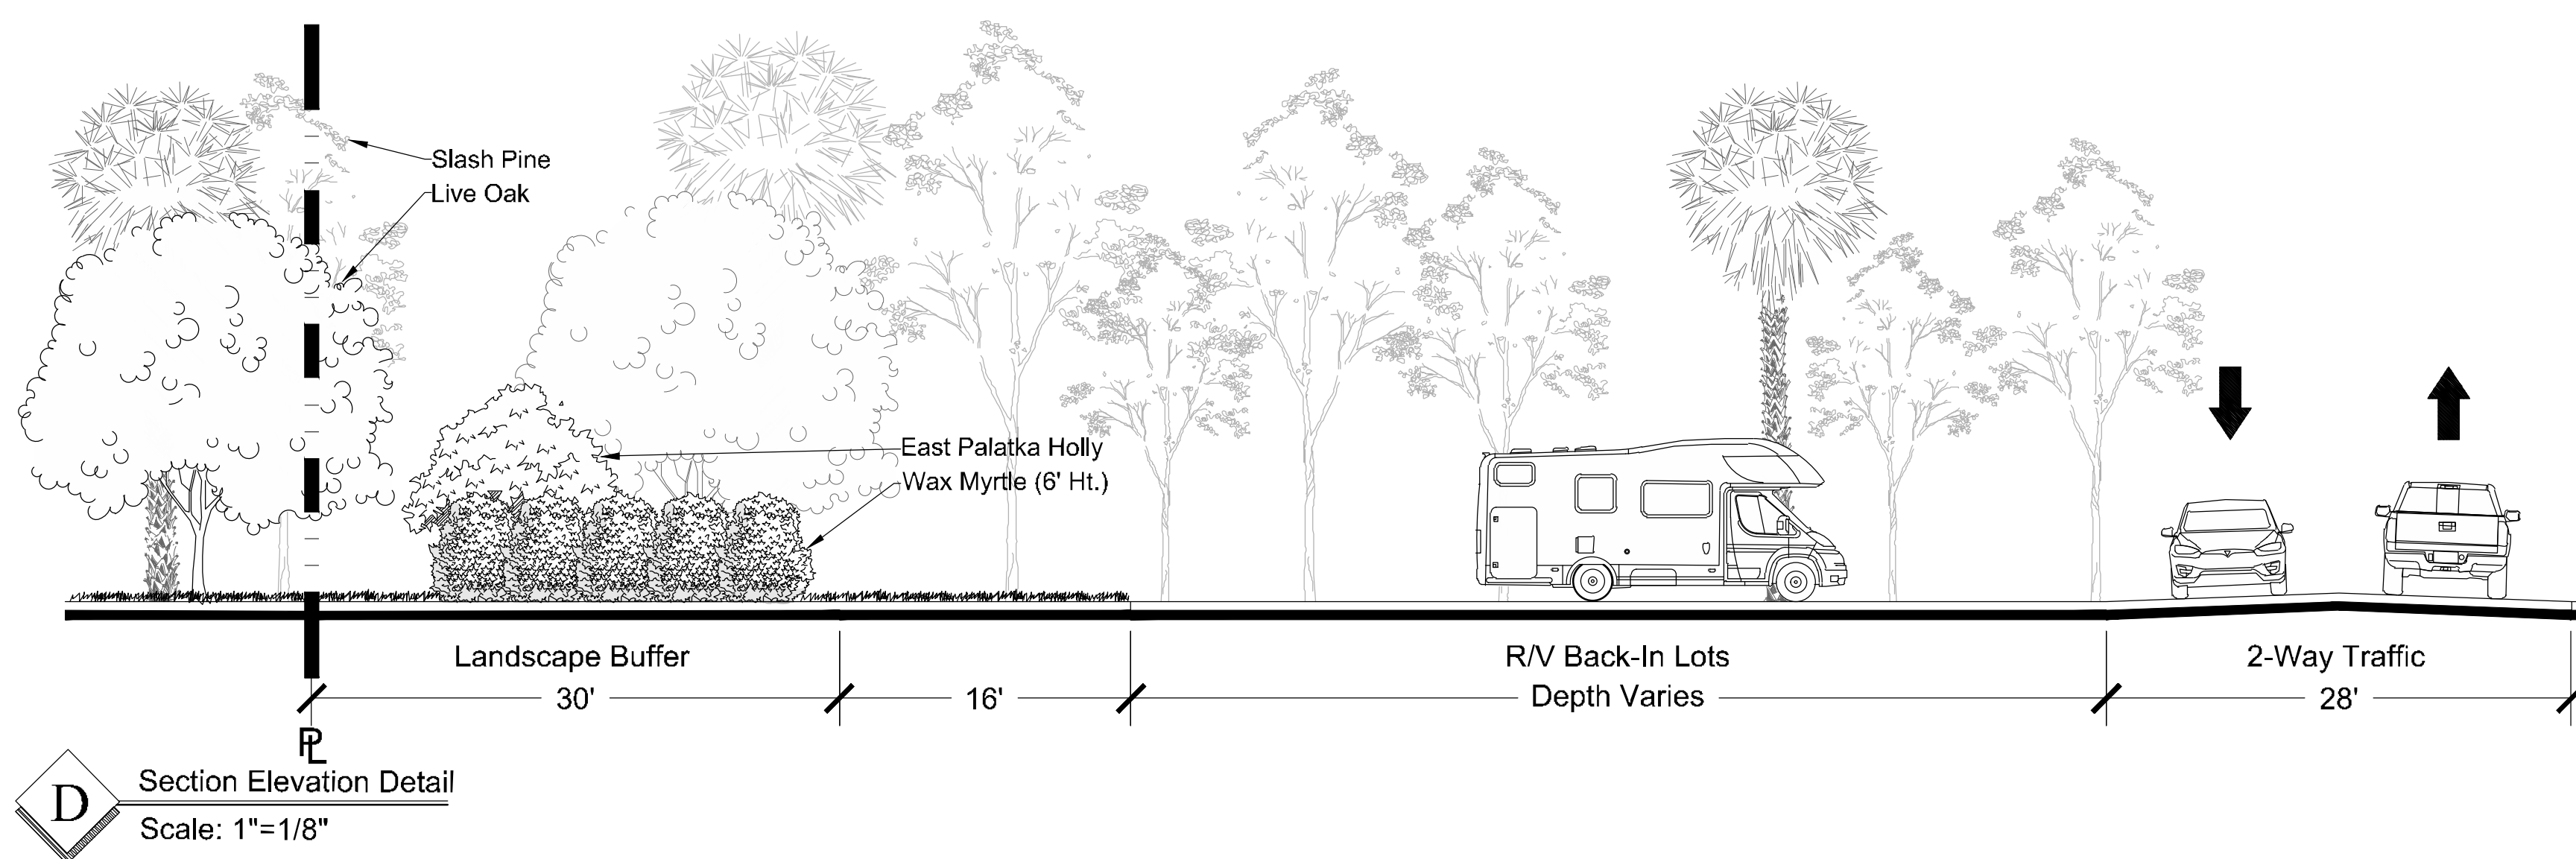 Slash Pine
Live Oak
East Palatka Holly
Wax Myrtle (6' Ht.)
Landscape Buffer
30'
16'
R/V Back-In Lots
Depth Varies
2-Way Traffic
28'
PL
D
Section Elevation Detail
Scale: 1"=1/8"